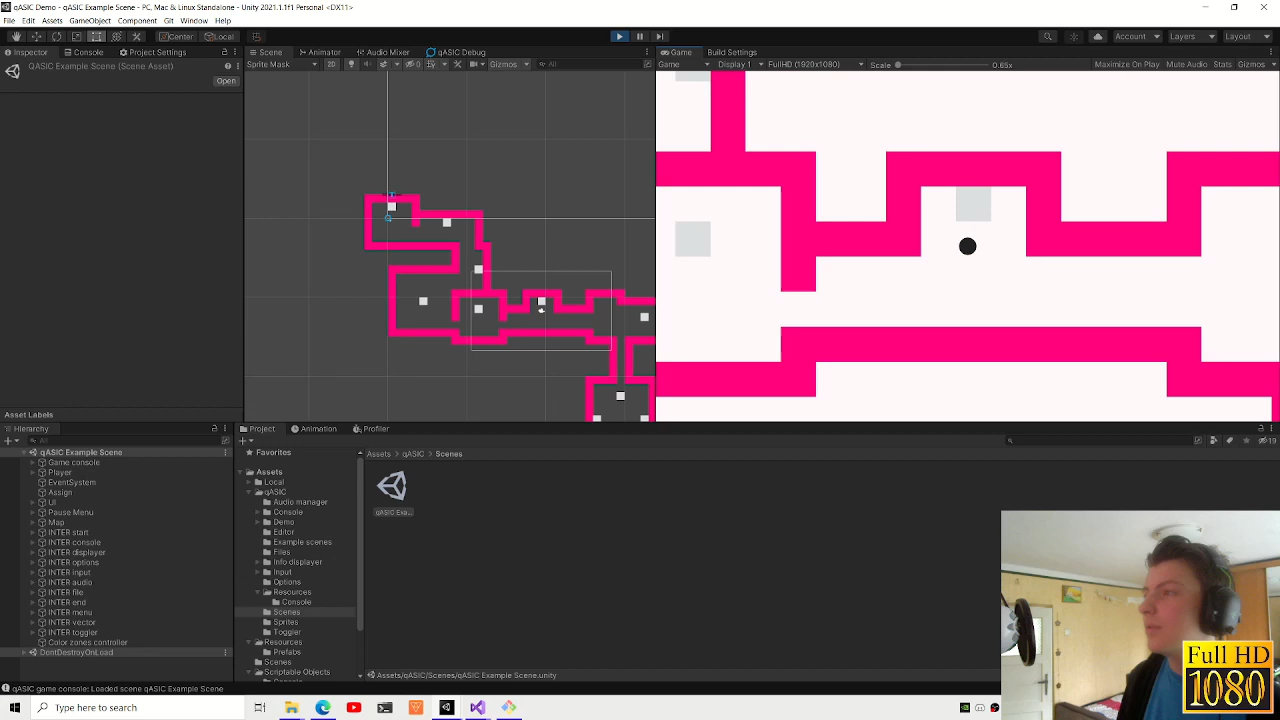 qASIC Demo - qASIC Example Scene - PC, Mac & Linux Standalone - Unity 2021.1.1f1 Personal <DX11>
File Edit Assets GameObject Component Git Window Help
Center Local Account Layers Layout
Inspector Console Project Settings Scene Animator Audio Mixer qASIC Debug Game Build Settings
Sprite Mask 2D 0 Gizmos All Game Display 1 FullHD (1920x1080) Scale 0.65x Maximize On Play Mute Audio Stats Gizmos
qASIC Example Scene (Scene Asset)
Open
Asset Labels
Hierarchy
All
qASIC Example Scene
Game console
Player
EventSystem
Assign
UI
Pause Menu
Map
INTER start
INTER console
INTER displayer
INTER options
INTER input
INTER audio
INTER file
INTER end
INTER menu
INTER vector
INTER toggler
Color zones controller
DontDestroyOnLoad
Project Animation Profiler
19
Favorites
Assets
Local
qASIC
Audio manager
Console
Demo
Editor
Example scenes
Files
Info displayer
Input
Options
Resources
Console
Scenes
Sprites
Toggler
Resources
Prefabs
Scenes
Scriptable Objects
Assets qASIC Scenes
qASIC Exa...
Assets/qASIC/Scenes/qASIC Example Scene.unity
qASIC game console: Loaded scene qASIC Example Scene
Type here to search
Full HD
1080